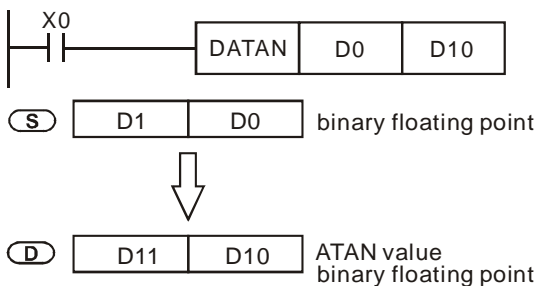 X0
DATAN D0 D10
S D1 D0 binary floating point
D D11 D10 ATAN value
binary floating point